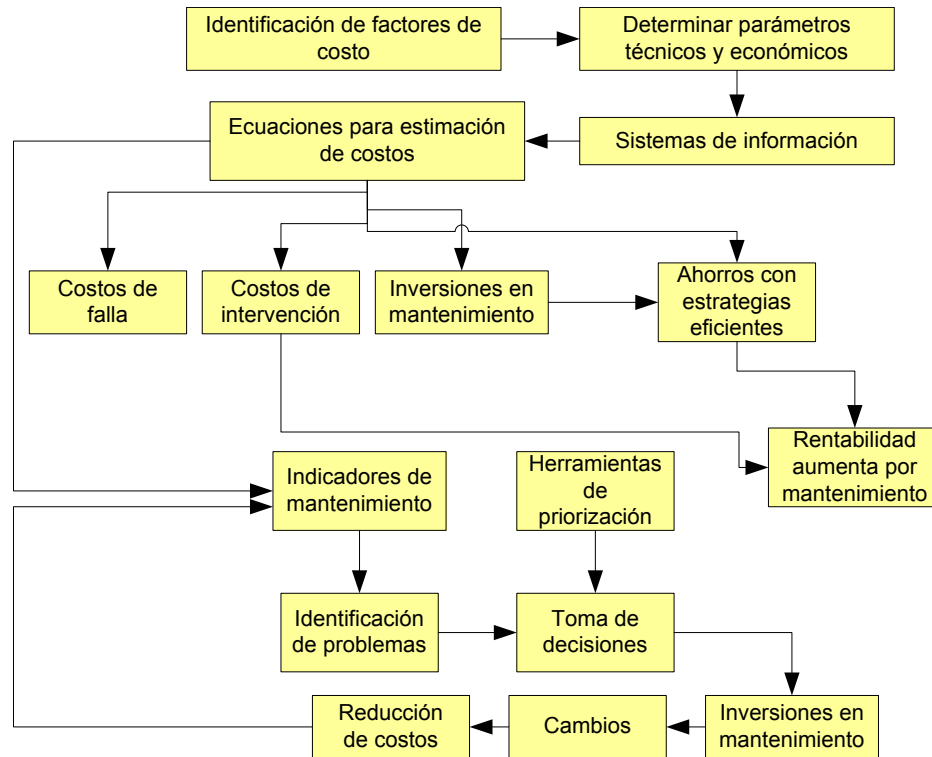 Identificación de factores de
costo
Determinar parámetros
técnicos y económicos
Ecuaciones para estimación
de costos
Sistemas de información
Costos de
falla
Costos de
intervención
Inversiones en
mantenimiento
Ahorros con
estrategias
eficientes
Rentabilidad
aumenta por
mantenimiento
Indicadores de
mantenimiento
Herramientas
de
priorización
Identificación
de problemas
Toma de
decisiones
Reducción
de costos
Cambios
Inversiones en
mantenimiento